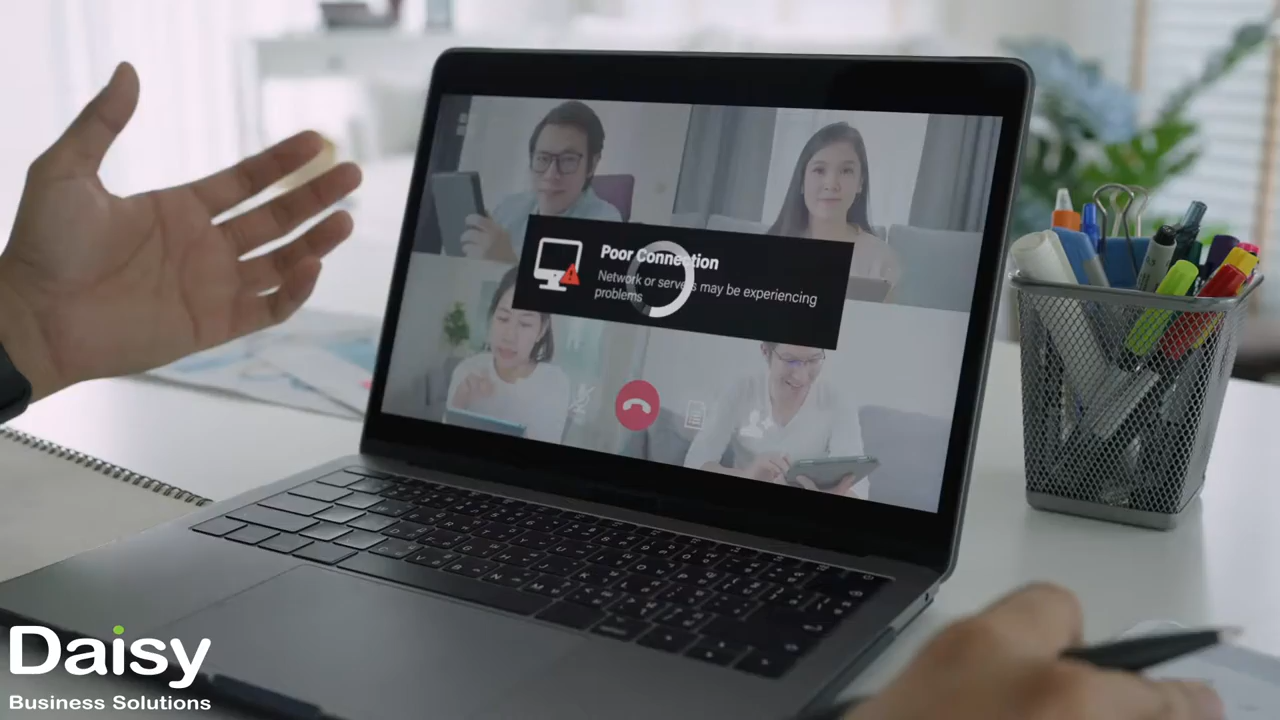 Poor Connection
Network or servers may be experiencing
problems
Daisy
Business Solutions